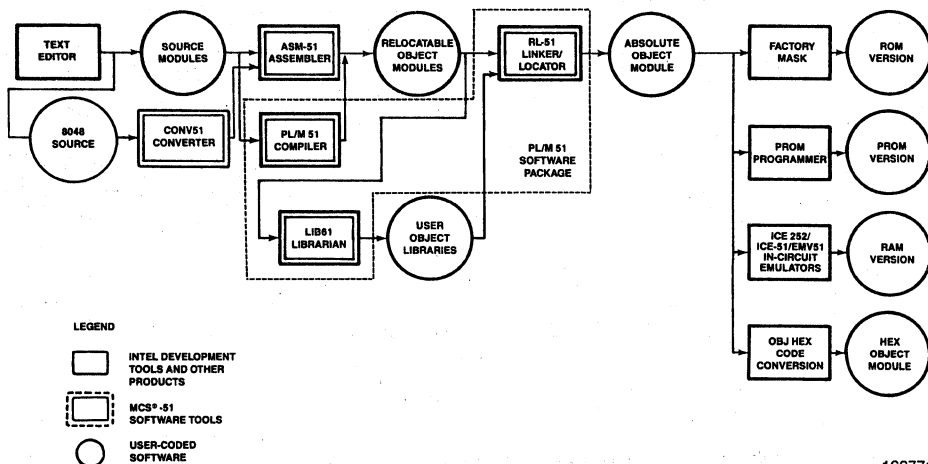 TEXT
EDITOR
SOURCE
MODULES
ASM-51
ASSEMBLER
RELOCATABLE
OBJECT
MODULES
RL-51
LINKER/
LOCATOR
ABSOLUTE
OBJECT
MODULE
FACTORY
MASK
ROM
VERSION
8048
SOURCE
CONV51
CONVERTER
PL/M 51
COMPILER
PL/M 51
SOFTWARE
PACKAGE
PROM
PROGRAMMER
PROM
VERSION
LIB61
LIBRARIAN
USER
OBJECT
LIBRARIES
ICE 252/
ICE-51/EMV51
IN-CIRCUIT
EMULATORS
RAM
VERSION
OBJ HEX
CODE
CONVERSION
HEX
OBJECT
MODULE
LEGEND
INTEL DEVELOPMENT
TOOLS AND OTHER
PRODUCTS
MCS®-51
SOFTWARE TOOLS
USER-CODED
SOFTWARE